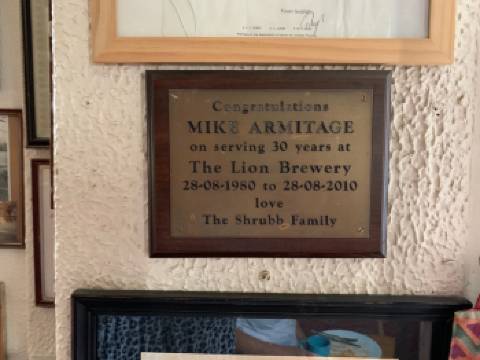 Congratulations
MIKE ARMITAGE
on serving 30 years at
The Lion Brewery
28-08-1980 to 28-08-2010
love
The Shrubb Family